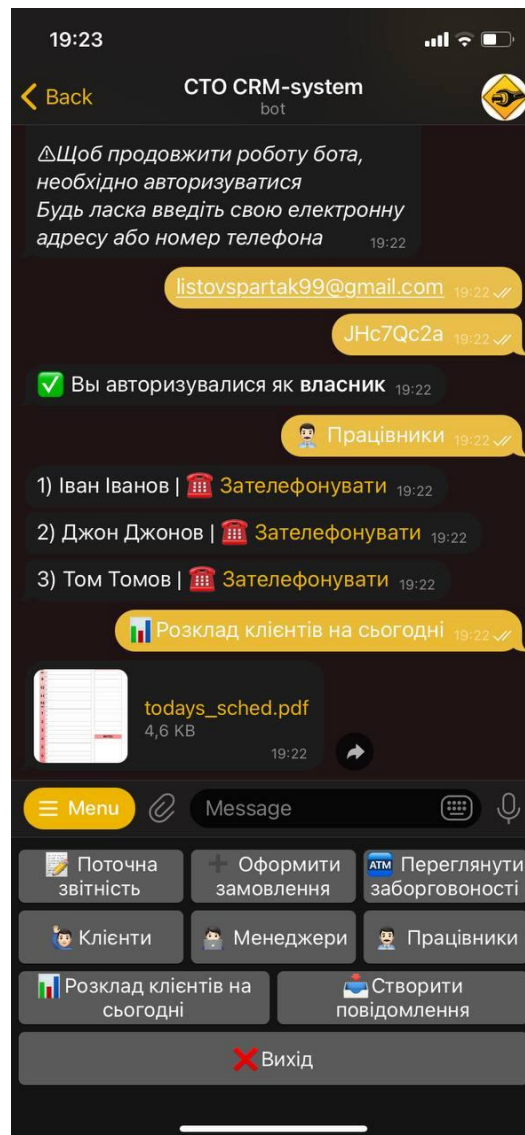 19:23
Back
СТО CRM-system
bot
⚠Щоб продовжити роботу бота,
необхідно авторизуватися
Будь ласка введіть свою електронну
адресу або номер телефона 19:22
listovspartak99@gmail.com 19:22
JHc7Qc2a 19:22
✅ Вы авторизувалися як власник 19:22
👨🏻‍💼 Працівники 19:22
1) Іван Іванов | ☎️ Зателефонувати 19:22
2) Джон Джонов | ☎️ Зателефонувати 19:22
3) Том Томов | ☎️ Зателефонувати 19:22
📊 Розклад клієнтів на сьогодні 19:22
todays_sched.pdf
4,6 KB
19:22
Menu
Message
📝 Поточна
звітність
➕ Оформити
замовлення
🏧 Переглянути
заборговоності
🙋🏻‍♂️ Клієнти
👨🏻‍💻 Менеджери
👨🏻‍💼 Працівники
📊 Розклад клієнтів на
сьогодні
📥 Створити
повідомлення
❌ Вихід